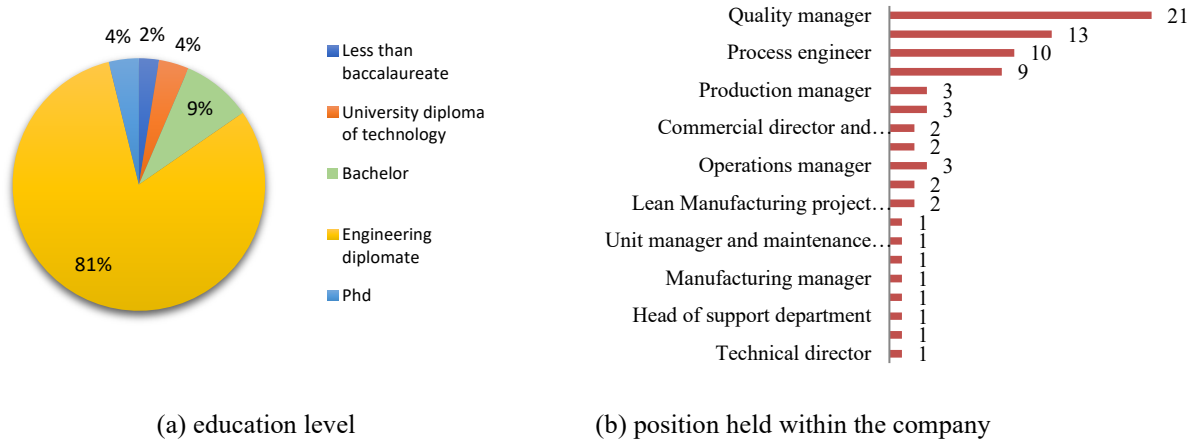 4%
2%
4%
9%
81%
Less than
baccalaureate
University diploma
of technology
Bachelor
Engineering
diplomate
Phd
Quality manager 21
13
Process engineer 10
9
Production manager 3
3
Commercial director and… 2
2
Operations manager 3
2
Lean Manufacturing project… 2
1
Unit manager and maintenance… 1
1
Manufacturing manager 1
1
Head of support department 1
1
Technical director 1
(a) education level
(b) position held within the company